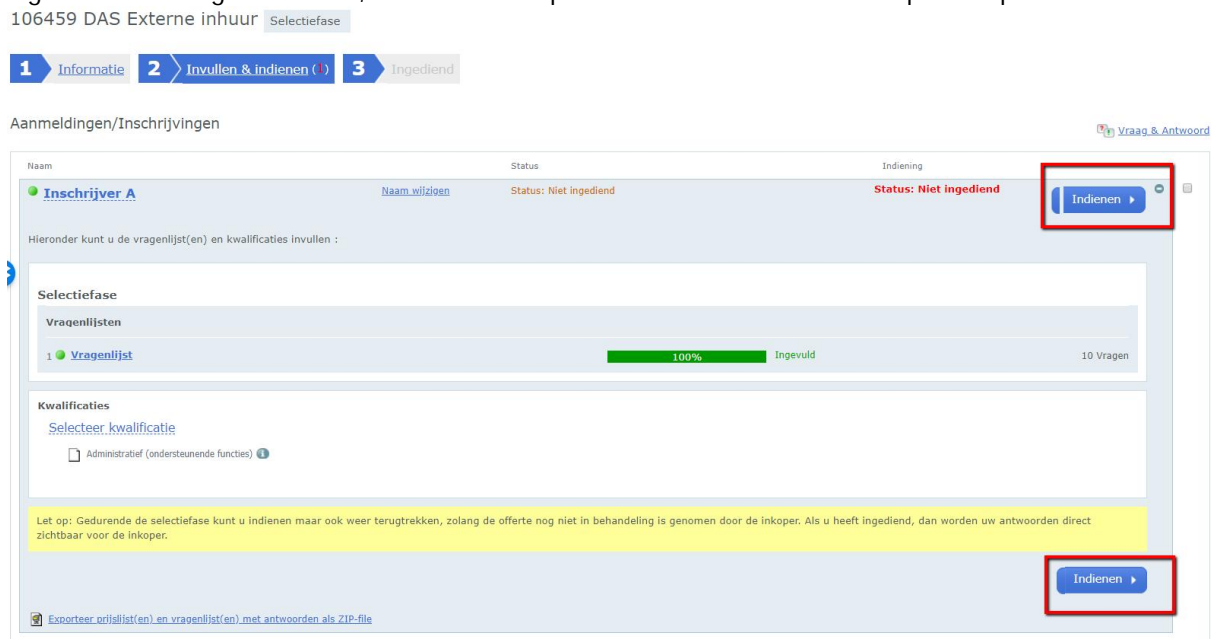 106459 DAS Externe inhuur Selectiefase
1 Informatie 2 Invullen & indienen (1) 3 Ingediend
Aanmeldingen/Inschrijvingen
Vraag & Antwoord
Naam Status Indiening
Inschrijver A Naam wijzigen Status: Niet ingediend Status: Niet ingediend Indienen
Hieronder kunt u de vragenlijst(en) en kwalificaties invullen :
Selectiefase
Vragenlijsten
1 Vragenlijst 100% Ingevuld 10 Vragen
Kwalificaties
Selecteer kwalificatie
Administratief (ondersteunende functies)
Let op: Gedurende de selectiefase kunt u indienen maar ook weer terugtrekken, zolang de offerte nog niet in behandeling is genomen door de inkoper. Als u heeft ingediend, dan worden uw antwoorden direct
zichtbaar voor de inkoper.
Indienen
Exporteer prijslijst(en) en vragenlijst(en) met antwoorden als ZIP-file